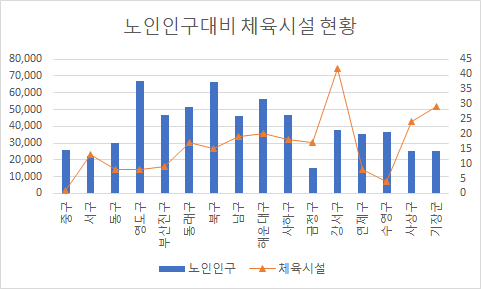 노인인구대비 체육시설 현황
80,000
70,000
60,000
50,000
40,000
30,000
20,000
10,000
0
45
40
35
30
25
20
15
10
5
0
중구
서구
동구
영도구
부산진구
동래구
북구
남구
해운대구
사하구
금정구
강서구
연제구
수영구
사상구
기장군
노인인구
체육시설